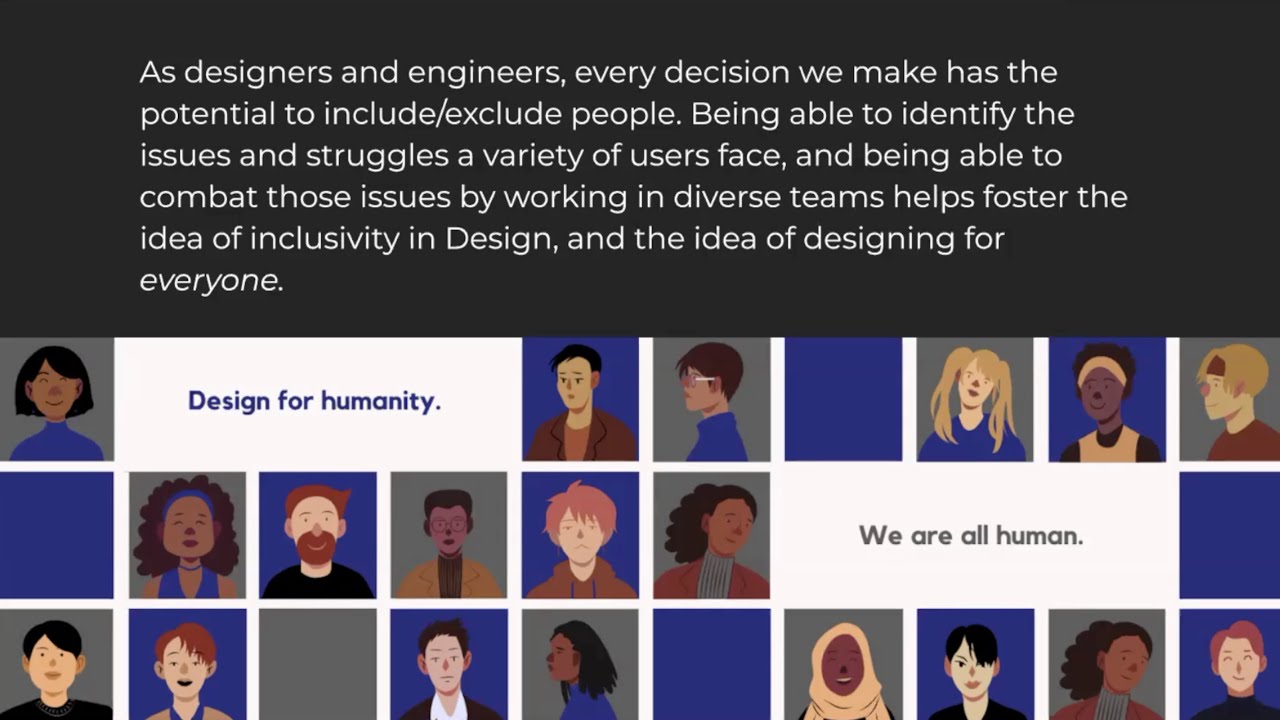 As designers and engineers, every decision we make has the
potential to include/exclude people. Being able to identify the
issues and struggles a variety of users face, and being able to
combat those issues by working in diverse teams helps foster the
idea of inclusivity in Design, and the idea of designing for
everyone.
Design for humanity.
We are all human.